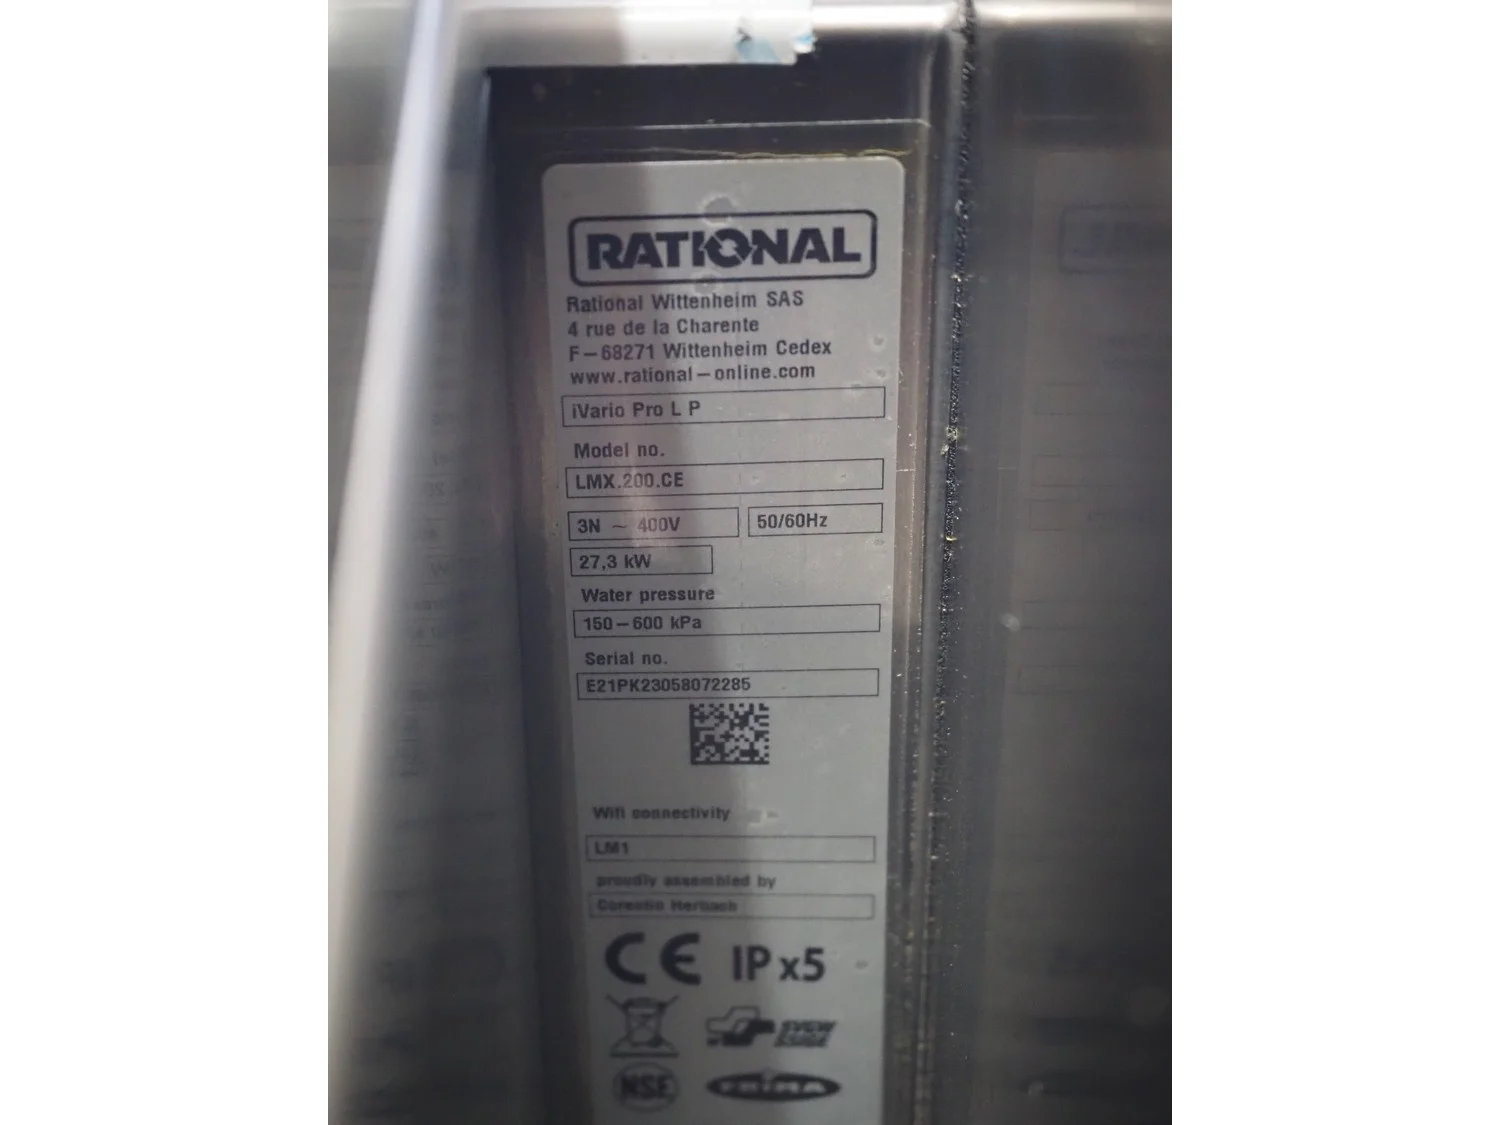 RATIONAL
Rational Wittenheim SAS
4 rue de la Charente
F-68271 Wittenheim Cedex
www.rational-online.com
iVario Pro L P
Model no.
LMX.200.CE
3N ~ 400V 50/60Hz
27,3 kW
Water pressure
150-600 kPa
Serial no.
E21PK23058072285
Wifi connectivity
LM1
proudly assembled by
CE IPx5
SVGW
NSF